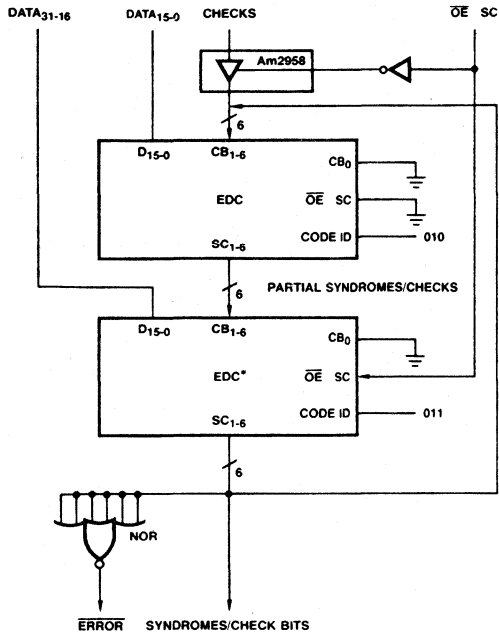 DATA31-16 DATA15-0 CHECKS OE SC
Am2958
6
D15-0 CB1-6 CB0
EDC OE SC
CODE ID 010
SC1-6
6 PARTIAL SYNDROMES/CHECKS
D15-0 CB1-6 CB0
EDC* OE SC
CODE ID 011
SC1-6
6
NOR
ERROR SYNDROMES/CHECK BITS